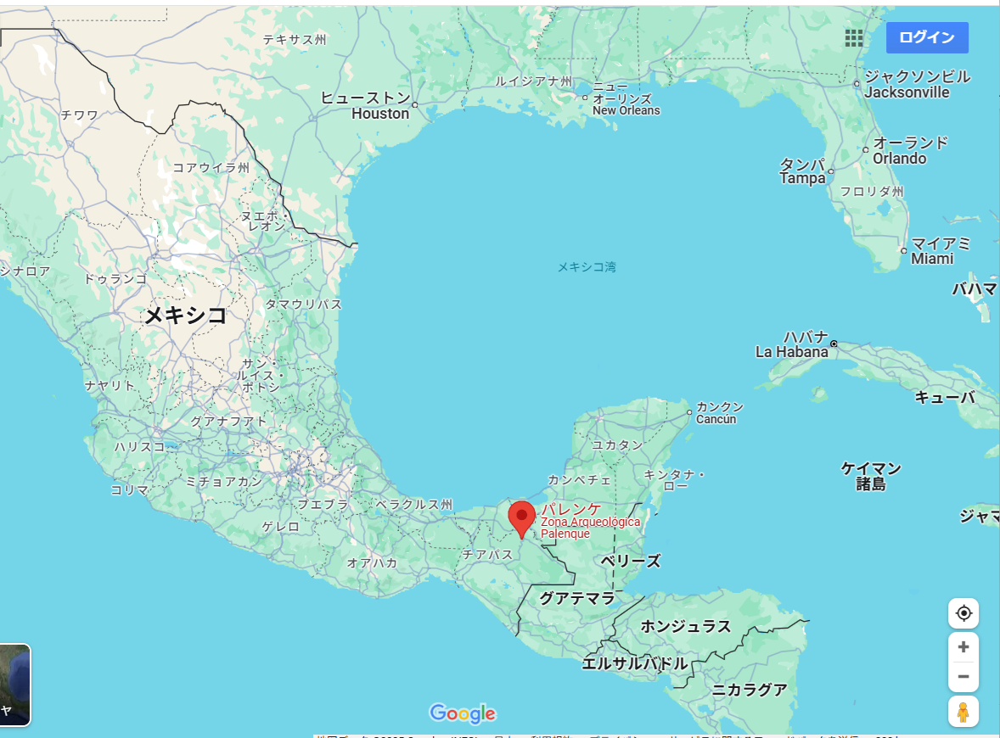 テキサス州
ログイン
ルイジアナ州
ニュー
オーリンズ
New Orleans
ジャクソンビル
Jacksonville
ヒューストン
Houston
チワワ
オーランド
Orlando
コアウイラ州
タンパ
Tampa
フロリダ州
ヌエボ・
レオン
マイアミ
Miami
シナロア
ドゥランゴ
メキシコ湾
バハマ
タマウリパス
メキシコ
ハバナ
La Habana
サン・
ルイス・
ポトシ
ナヤリト
キューバ
カンクン
Cancún
グアナフアト
ハリスコ
ユカタン
ケイマン
諸島
カンペチェ
キンタナ・
ロー
コリマ
ミチョアカン
プエブラ
ベラクルス州
パレンケ
Zona Arqueológica
Palenque
ジャマ
ゲレロ
チアパス
オアハカ
ベリーズ
グアテマラ
ホンジュラス
エルサルバドル
ニカラグア
ヤ
Google